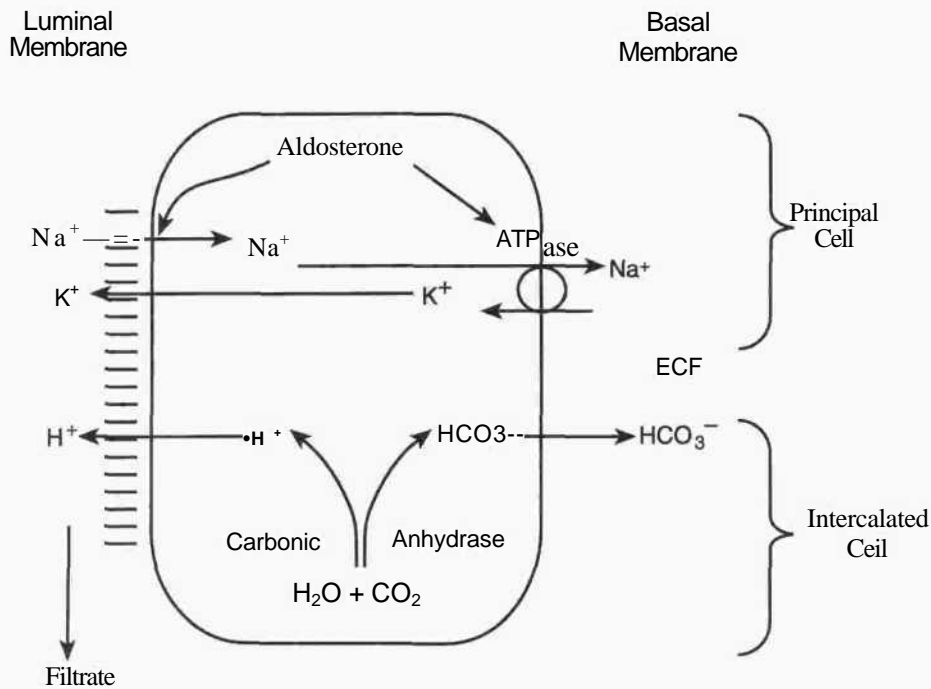 Luminal
Membrane
Basal
Membrane
Aldosterone
Principal
Cell
Na⁺
Na⁺
ATPase
Na⁺
K⁺
K⁺
ECF
H⁺
•H ⁺
HCO3--
HCO₃⁻
Carbonic
Anhydrase
H₂O + CO₂
Intercalated
Ceil
Filtrate